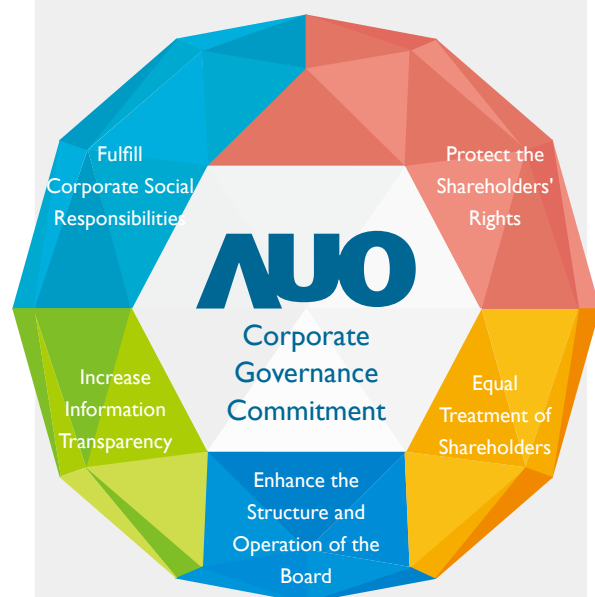 Fulfill
Corporate Social
Responsibilities
Protect the
Shareholders'
Rights
AUO
Corporate
Governance
Commitment
Increase
Information
Transparency
Equal
Treatment of
Shareholders
Enhance the
Structure and
Operation of the
Board